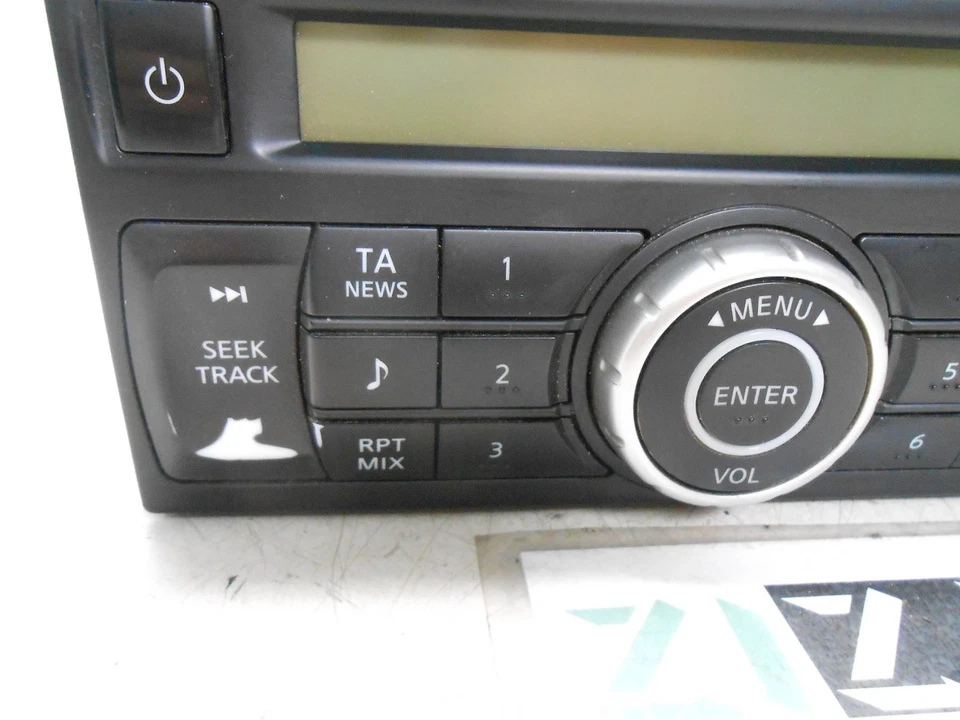 TA
NEWS
1
SEEK
TRACK
2
RPT
MIX
3
MENU
ENTER
VOL
5
6